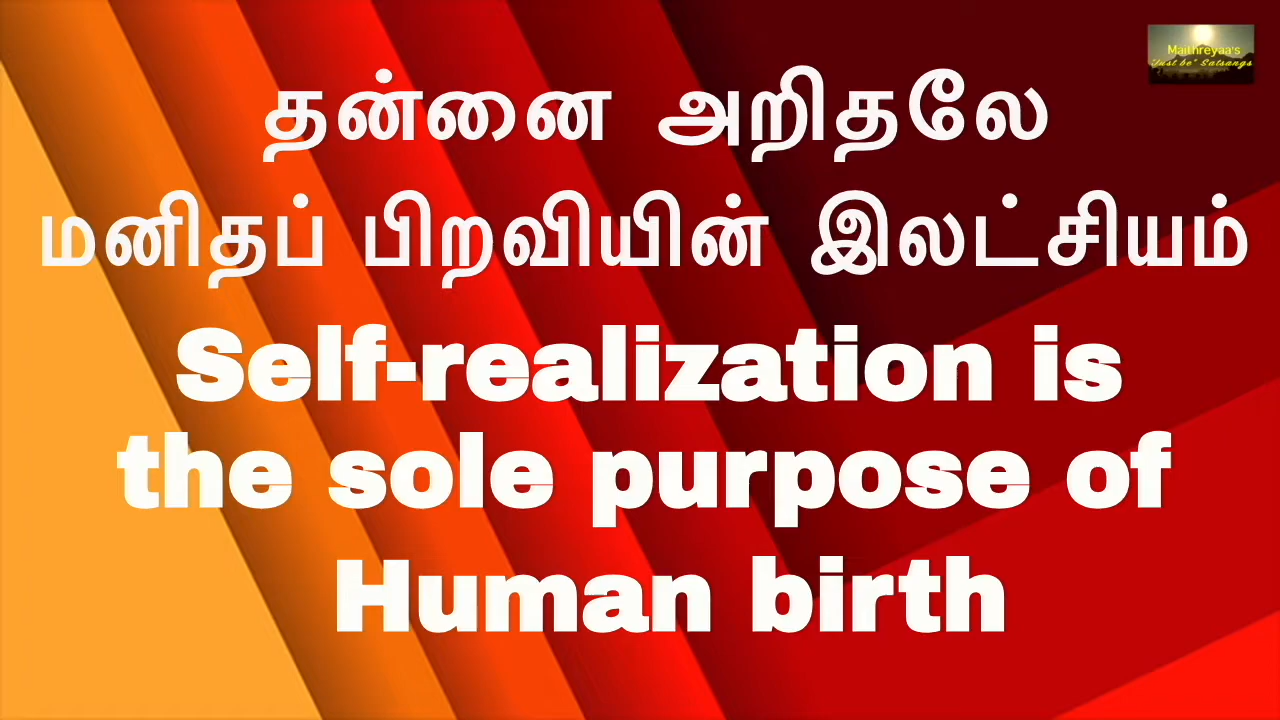 Maithreyaa's
"Just be" Satsangs
தன்னை அறிதலே
மனிதப் பிறவியின் இலட்சியம்
Self-realization is
the sole purpose of
Human birth